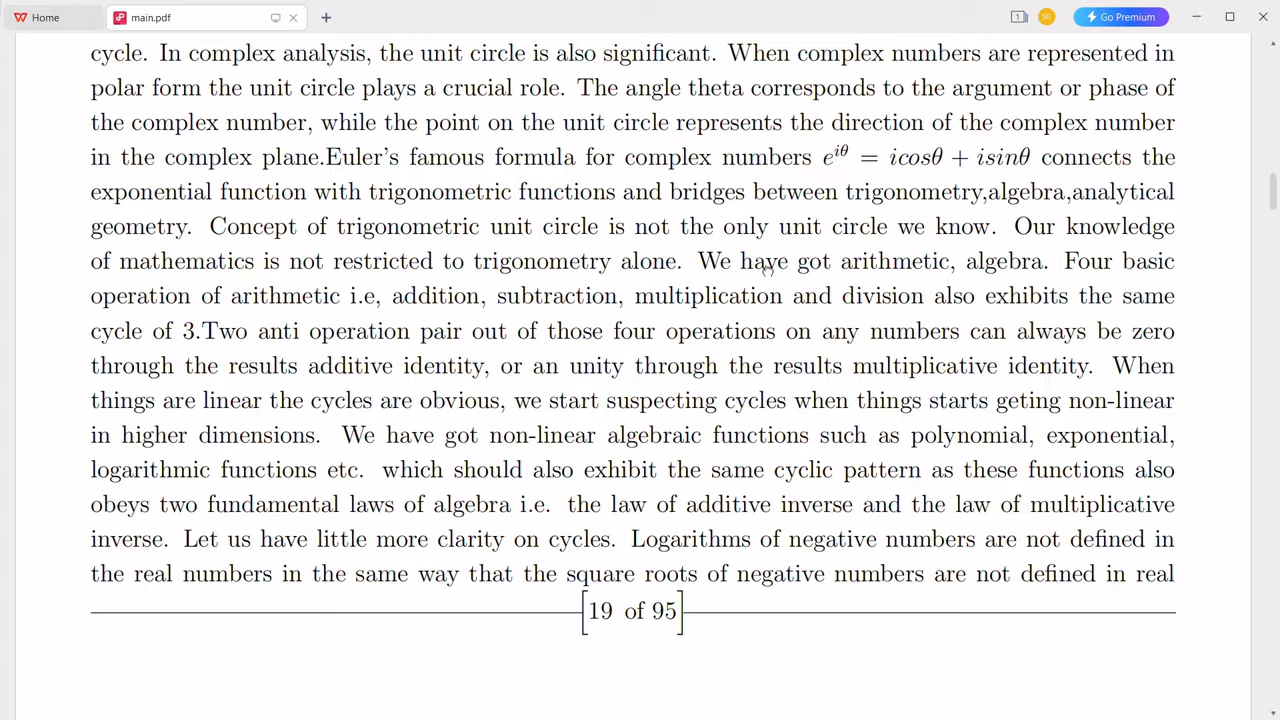 Home
main.pdf
1
Go Premium
cycle. In complex analysis, the unit circle is also significant. When complex numbers are represented in
polar form the unit circle plays a crucial role. The angle theta corresponds to the argument or phase of
the complex number, while the point on the unit circle represents the direction of the complex number
in the complex plane.Euler's famous formula for complex numbers e^{iθ} = icosθ + isinθ connects the
exponential function with trigonometric functions and bridges between trigonometry,algebra,analytical
geometry. Concept of trigonometric unit circle is not the only unit circle we know. Our knowledge
of mathematics is not restricted to trigonometry alone. We have got arithmetic, algebra. Four basic
operation of arithmetic i.e, addition, subtraction, multiplication and division also exhibits the same
cycle of 3.Two anti operation pair out of those four operations on any numbers can always be zero
through the results additive identity, or an unity through the results multiplicative identity. When
things are linear the cycles are obvious, we start suspecting cycles when things starts geting non-linear
in higher dimensions. We have got non-linear algebraic functions such as polynomial, exponential,
logarithmic functions etc. which should also exhibit the same cyclic pattern as these functions also
obeys two fundamental laws of algebra i.e. the law of additive inverse and the law of multiplicative
inverse. Let us have little more clarity on cycles. Logarithms of negative numbers are not defined in
the real numbers in the same way that the square roots of negative numbers are not defined in real
[19 of 95]